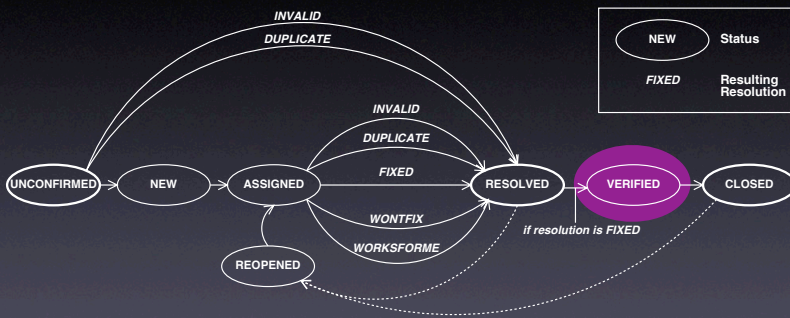 INVALID
DUPLICATE
NEW
Status
FIXED
Resulting
Resolution
INVALID
DUPLICATE
FIXED
UNCONFIRMED
NEW
ASSIGNED
RESOLVED
VERIFIED
CLOSED
WONTFIX
WORKSFORME
if resolution is FIXED
REOPENED